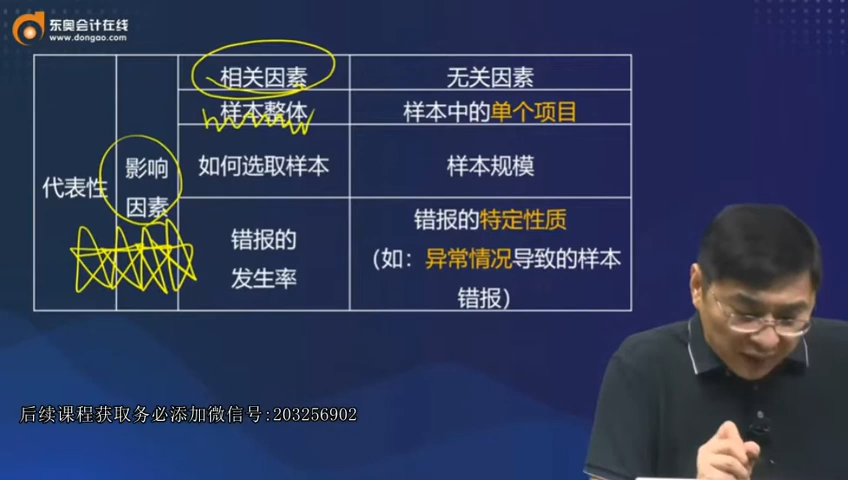 东奥会计在线
www.dongao.com
相关因素 无关因素
样本整体 样本中的单个项目
代表性 影响因素 如何选取样本 样本规模
错报的发生率 错报的特定性质
(如：异常情况导致的样本
错报)
后续课程获取务必添加微信号:203256902